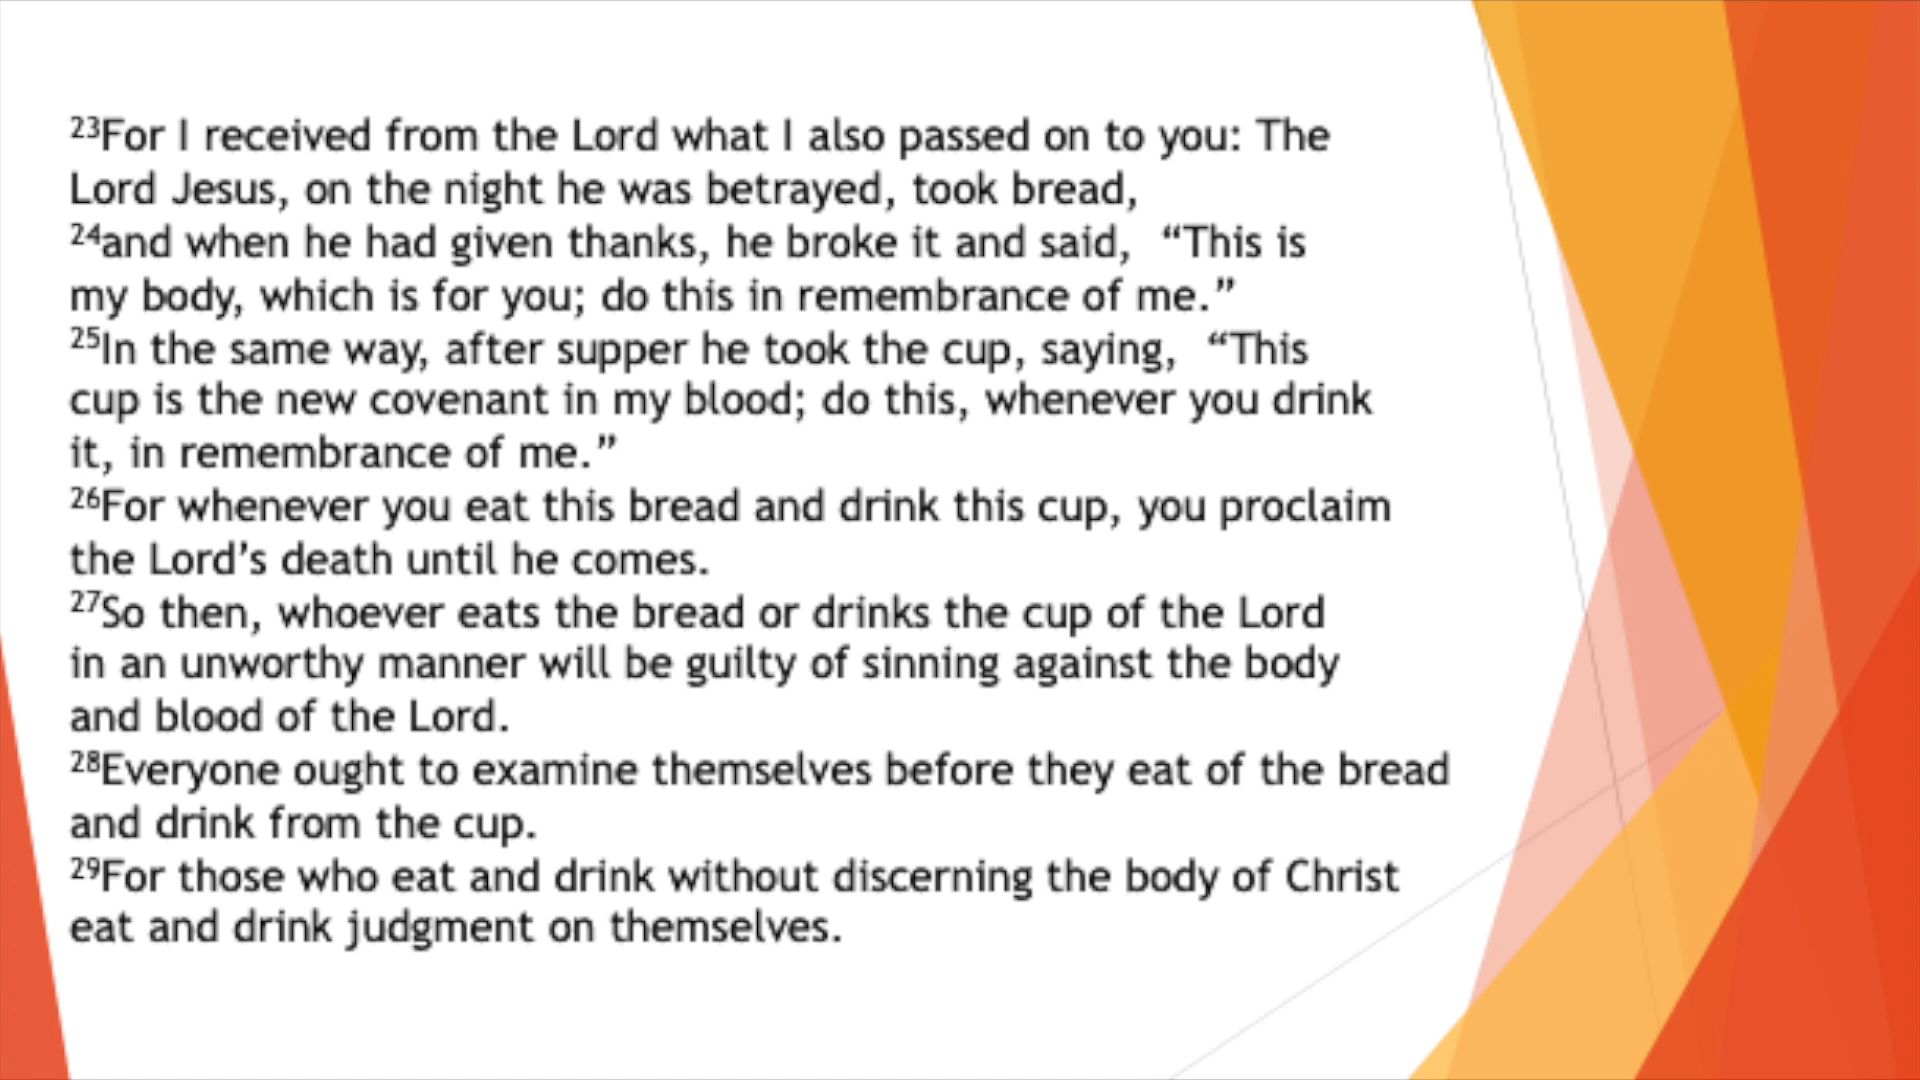 ²³For I received from the Lord what I also passed on to you: The
Lord Jesus, on the night he was betrayed, took bread,
²⁴and when he had given thanks, he broke it and said,  “This is
my body, which is for you; do this in remembrance of me.”
²⁵In the same way, after supper he took the cup, saying,  “This
cup is the new covenant in my blood; do this, whenever you drink
it, in remembrance of me.”
²⁶For whenever you eat this bread and drink this cup, you proclaim
the Lord’s death until he comes.
²⁷So then, whoever eats the bread or drinks the cup of the Lord
in an unworthy manner will be guilty of sinning against the body
and blood of the Lord.
²⁸Everyone ought to examine themselves before they eat of the bread
and drink from the cup.
²⁹For those who eat and drink without discerning the body of Christ
eat and drink judgment on themselves.